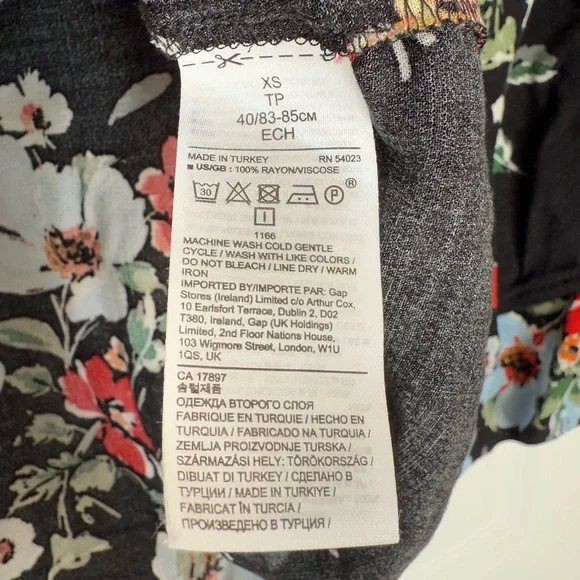 XS
TP
40/83-85см
ECH
MADE IN TURKEY RN 54023
■ US/GB : 100% RAYON/VISCOSE
30 P®
1166
MACHINE WASH COLD GENTLE
CYCLE / WASH WITH LIKE COLORS /
DO NOT BLEACH / LINE DRY / WARM
IRON
IMPORTED BY/IMPORTE PAR: Gap
Stores (Ireland) Limited c/o Arthur Cox,
10 Earlsfort Terrace, Dublin 2, D02
T380, Ireland, Gap (UK Holdings)
Limited, 2nd Floor Nations House,
103 Wigmore Street, London, W1U
1QS, UK
CA 17897
숄털제품
ОДЕЖДА ВТОРОГО СЛОЯ
FABRIQUE EN TURQUIE / HECHO EN
TURQUIA / FABRICADO NA TURQUIA /
ZEMLJA PROIZVODNJE TURSKA /
SZÁRMAZÁSI HELY: TÖRÖKORSZÁG /
DIBUAT DI TURKEY / СДЕЛАНО В
ТУРЦИИ / MADE IN TURKIYE /
FABRICAT ÎN TURCIA /
ПРОИЗВЕДЕНО В ТУРЦИЯ /